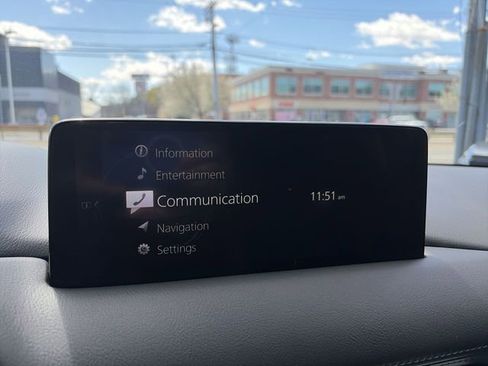 Information
Entertainment
Communication 11:51 am
Navigation
Settings